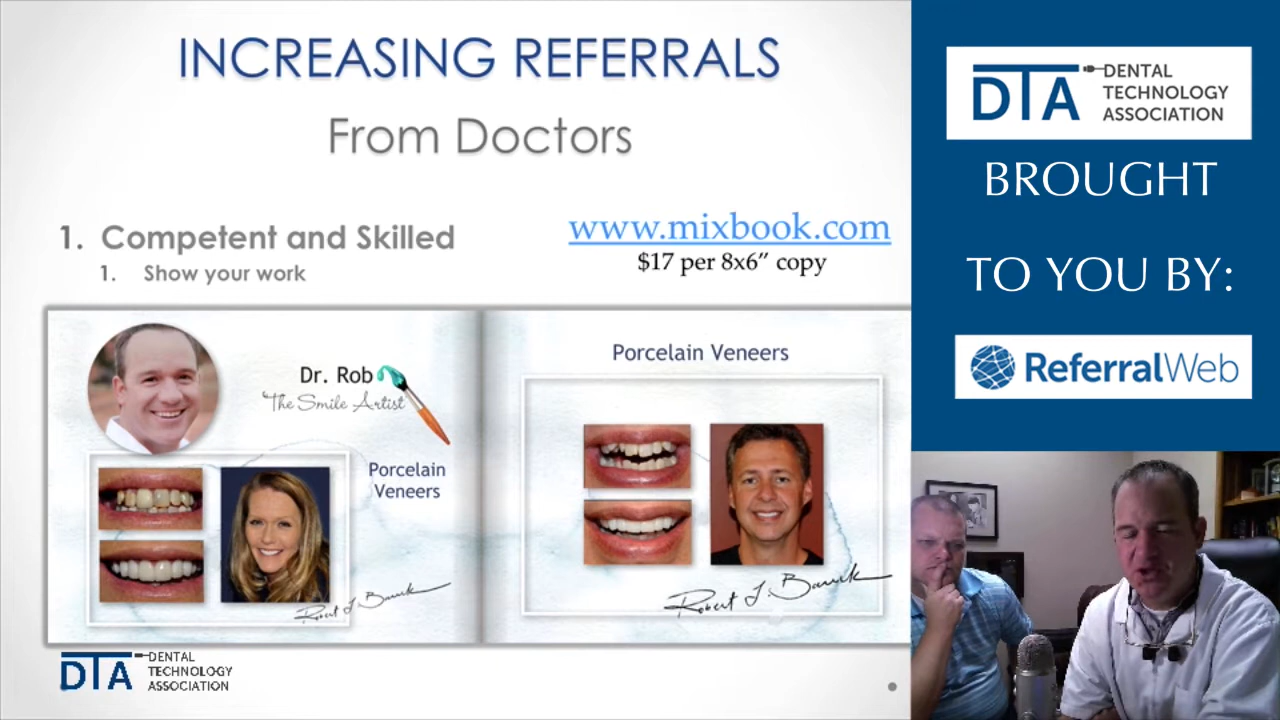 INCREASING REFERRALS
From Doctors
1. Competent and Skilled
1. Show your work
www.mixbook.com
$17 per 8x6” copy
Dr. Rob
The Smile Artist
Porcelain
Veneers
Porcelain Veneers
DTA DENTAL
TECHNOLOGY
ASSOCIATION
DTA DENTAL
TECHNOLOGY
ASSOCIATION
BROUGHT
TO YOU BY:
ReferralWeb